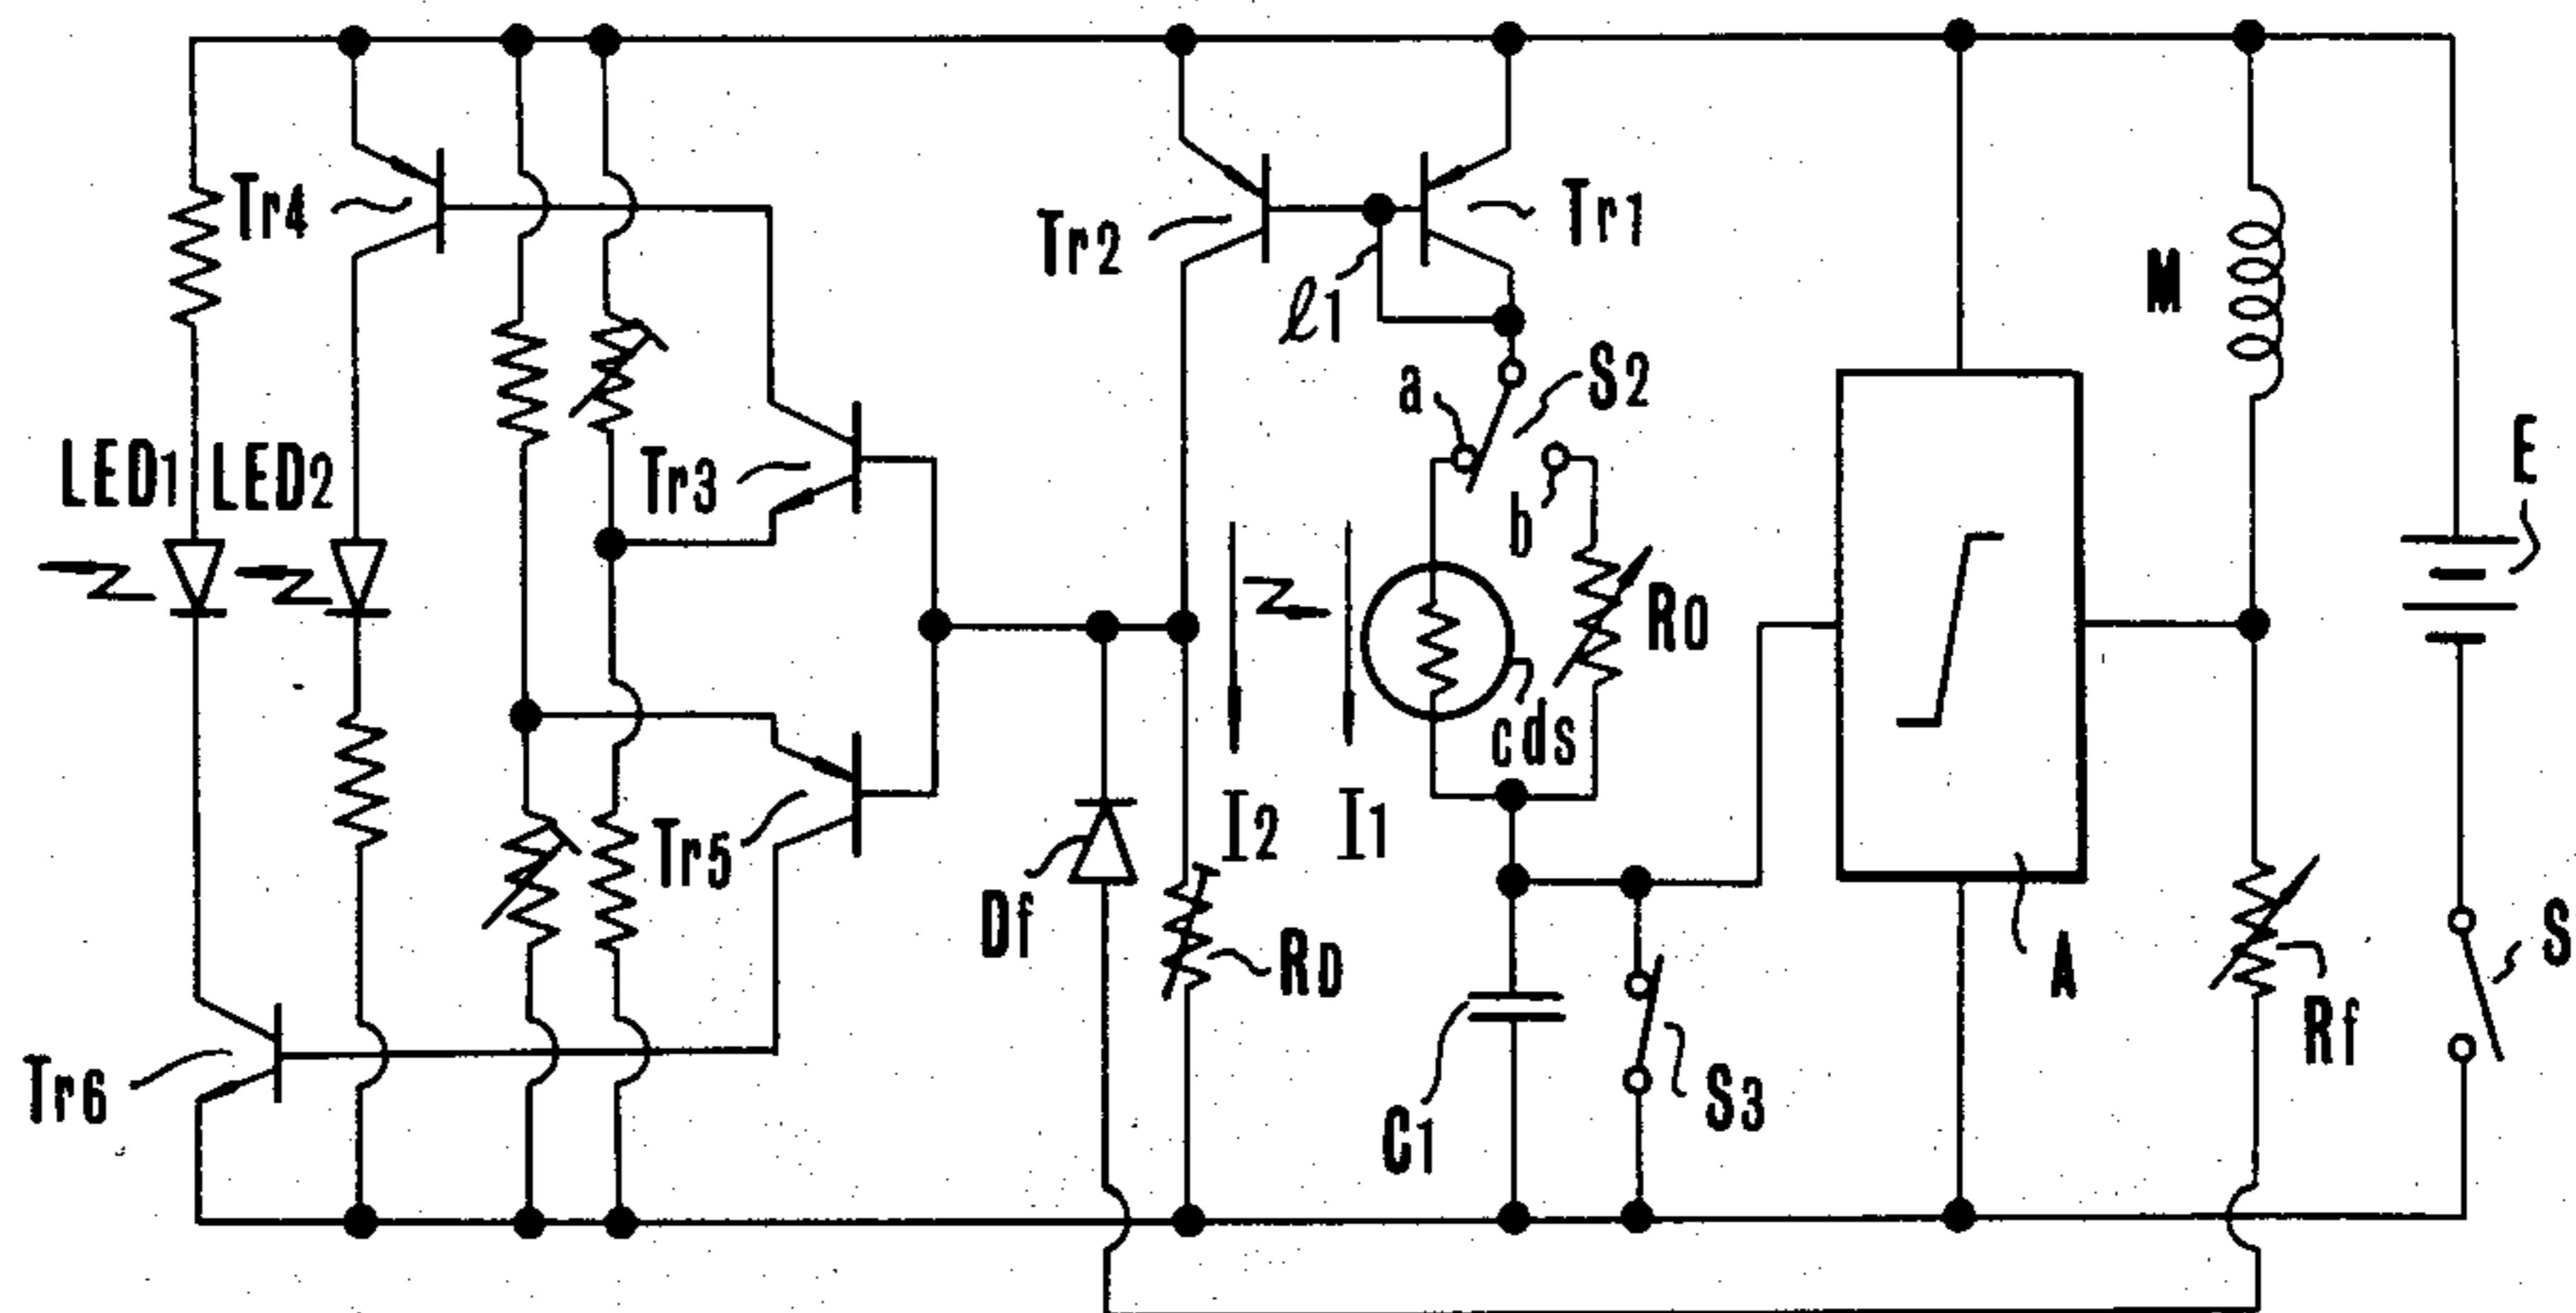 Tr4
Tr2
ℓ1
Tr1
M
a
S2
LED1
LED2
Tr3
b
E
R0
cds
Tr5
I2
I1
Df
RD
A
S
Rf
Tr6
C1
S3